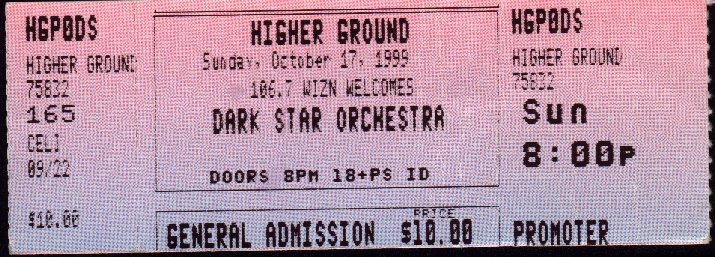 HGP0DS
HIGHER GROUND
75832
165
CELI
09/22
$10.00
HIGHER GROUND
Sunday, October 17, 1999
106.7 WIZN WELCOMES
DARK STAR ORCHESTRA
DOORS 8PM 18+PS ID
PRICE
GENERAL ADMISSION $10.00
HGP0DS
HIGHER GROUND
75832
Sun
8:00P
PROMOTER